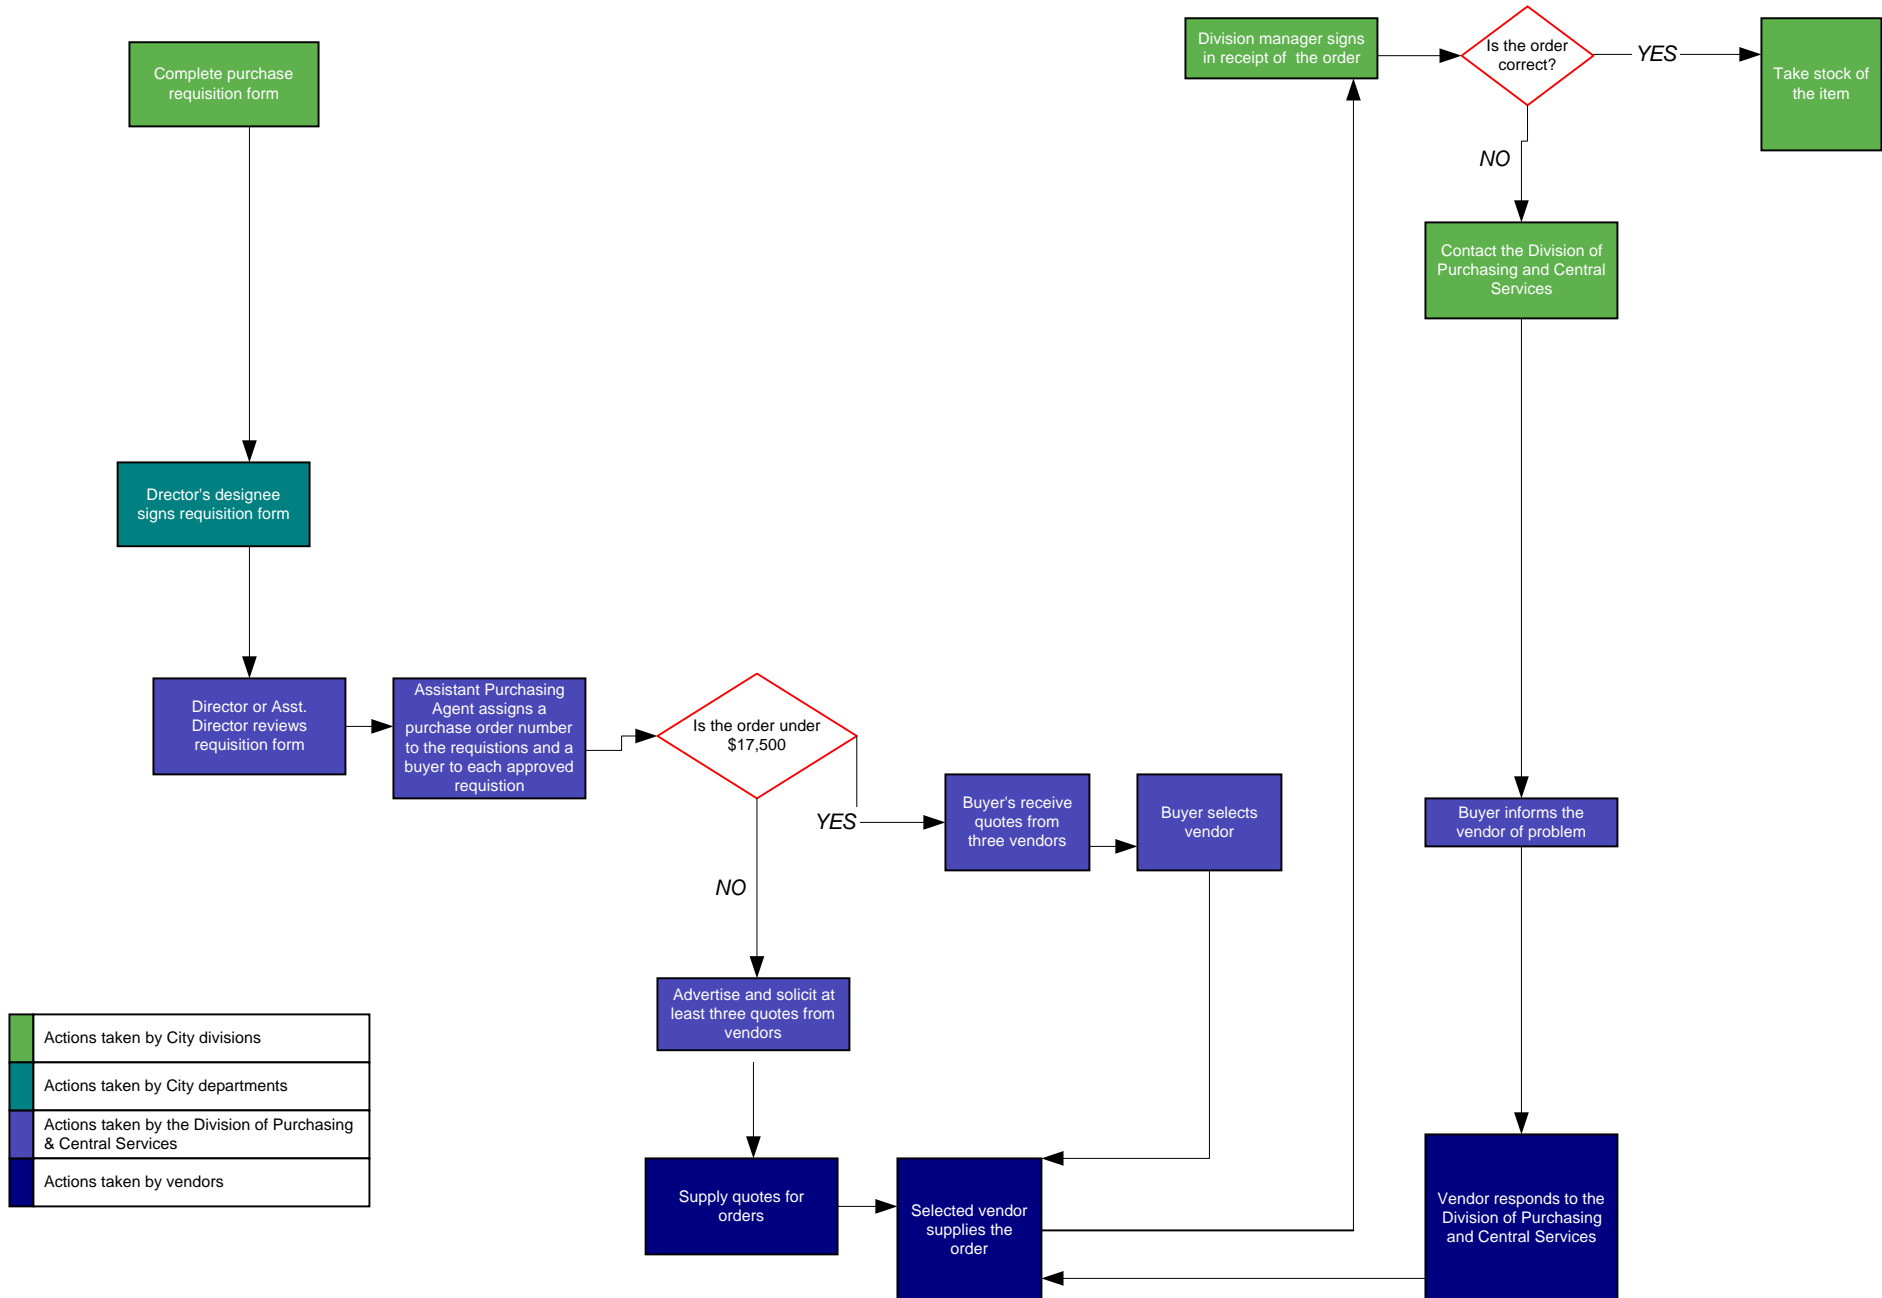 Complete purchase
requisition form
Drector's designee
signs requisition form
Director or Asst.
Director reviews
requisition form
Assistant Purchasing
Agent assigns a
purchase order number
to the requistions and a
buyer to each approved
requistion
Is the order under
$17,500
YES
NO
Buyer's receive
quotes from
three vendors
Buyer selects
vendor
Advertise and solicit at
least three quotes from
vendors
Supply quotes for
orders
Selected vendor
supplies the
order
Division manager signs
in receipt of  the order
Is the order
correct?
YES
NO
Take stock of
the item
Contact the Division of
Purchasing and Central
Services
Buyer informs the
vendor of problem
Vendor responds to the
Division of Purchasing
and Central Services
Actions taken by City divisions
Actions taken by City departments
Actions taken by the Division of Purchasing
& Central Services
Actions taken by vendors